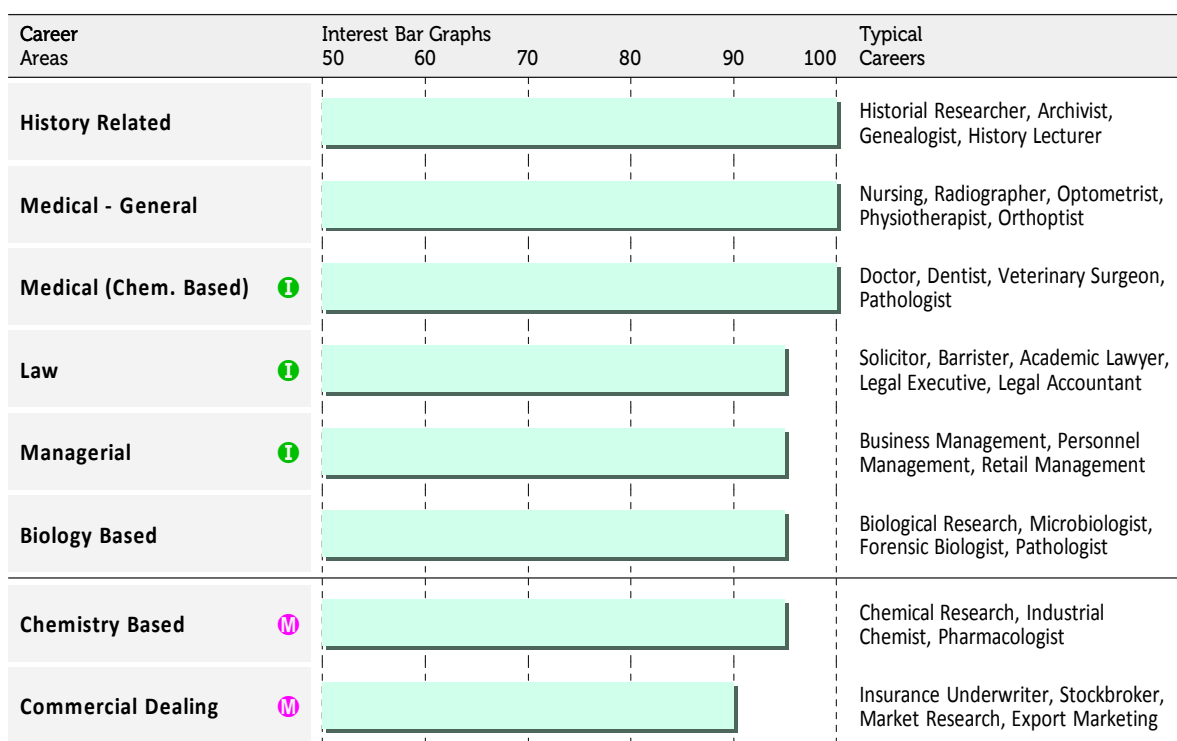 Career Areas
Interest Bar Graphs
50 60 70 80 90 100
Typical Careers
History Related
Historial Researcher, Archivist,
Genealogist, History Lecturer
Medical - General
Nursing, Radiographer, Optometrist,
Physiotherapist, Orthoptist
Medical (Chem. Based) I
Doctor, Dentist, Veterinary Surgeon,
Pathologist
Law I
Solicitor, Barrister, Academic Lawyer,
Legal Executive, Legal Accountant
Managerial I
Business Management, Personnel
Management, Retail Management
Biology Based
Biological Research, Microbiologist,
Forensic Biologist, Pathologist
Chemistry Based M
Chemical Research, Industrial
Chemist, Pharmacologist
Commercial Dealing M
Insurance Underwriter, Stockbroker,
Market Research, Export Marketing